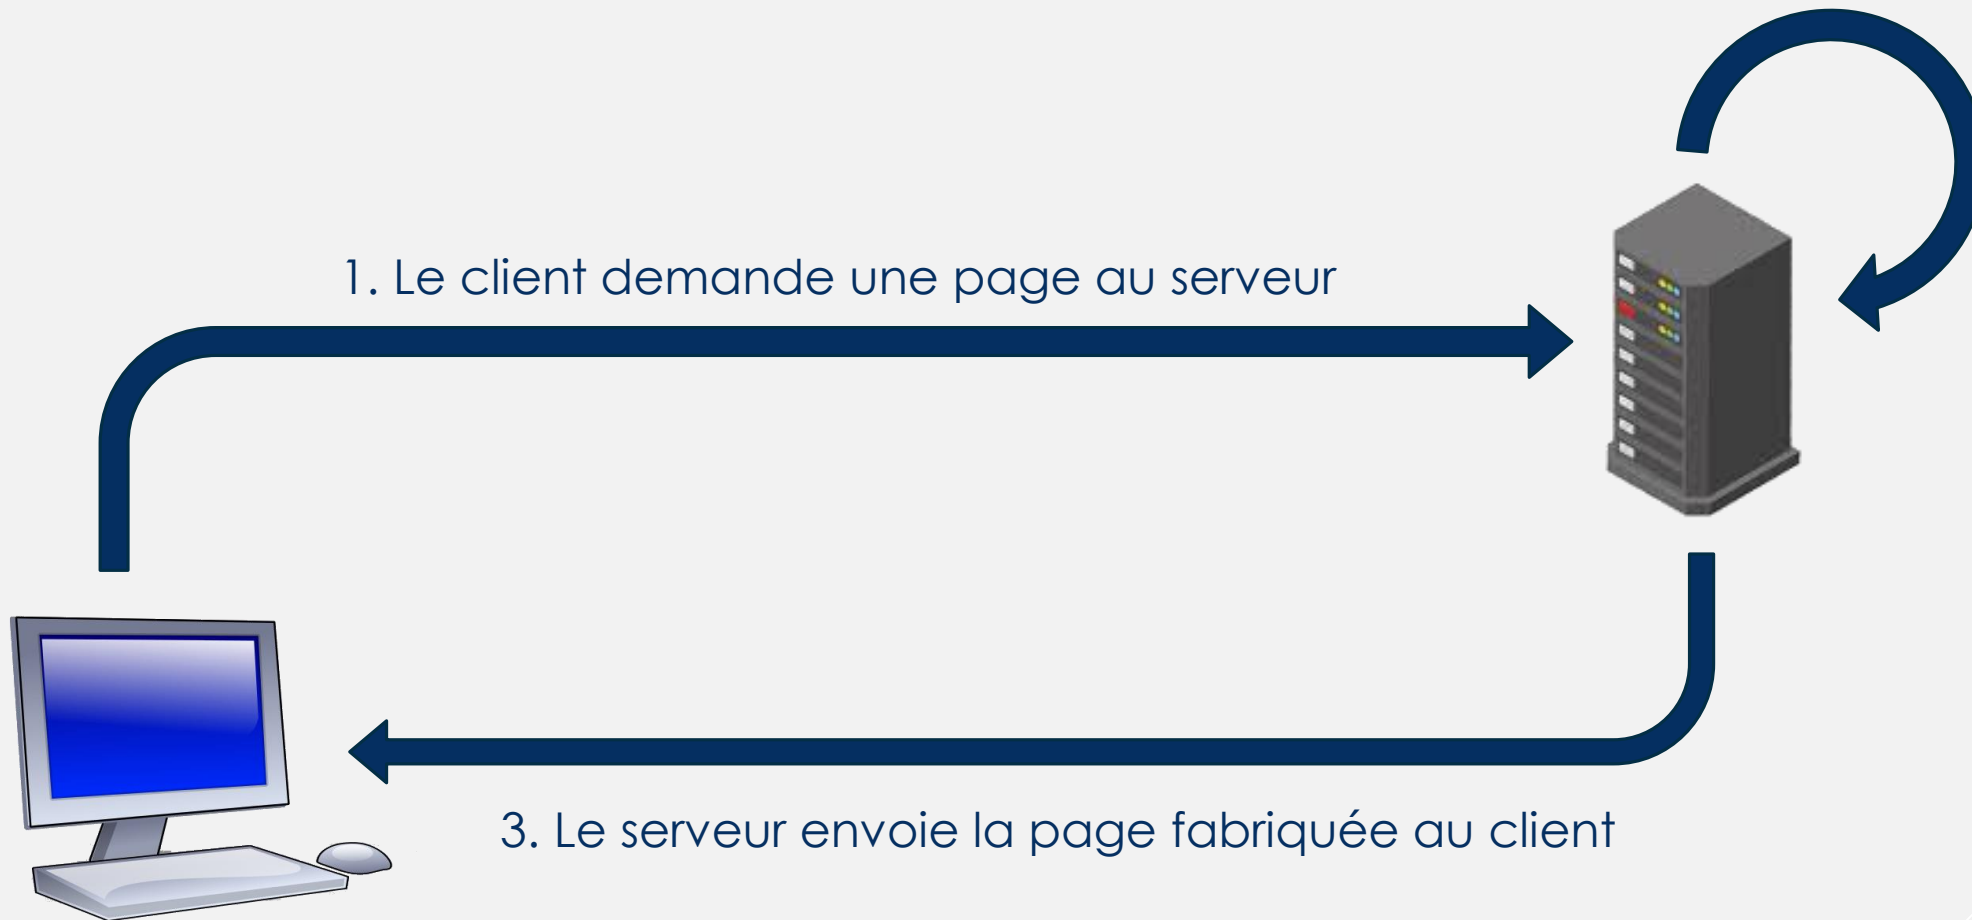 1. Le client demande une page au serveur
3. Le serveur envoie la page fabriquée au client